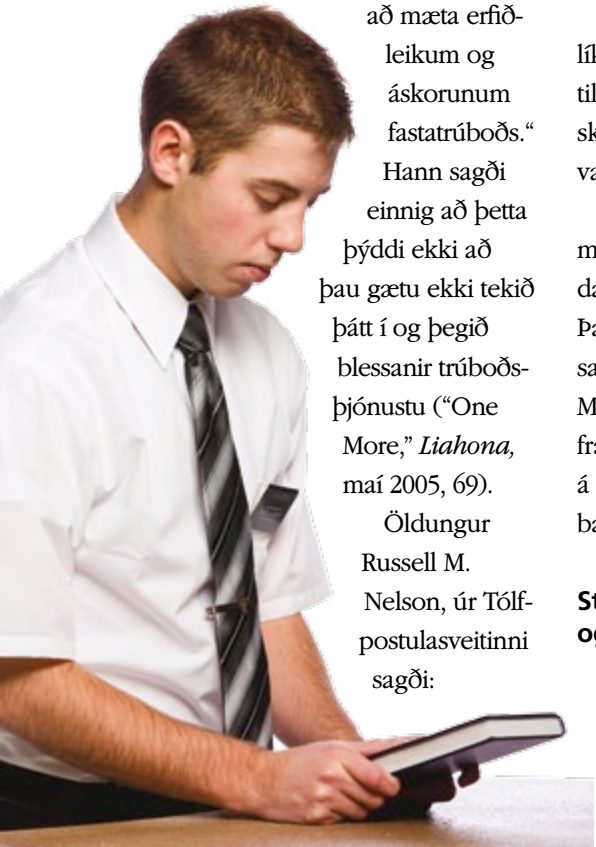 að mæta erfið-
leikum og
áskorunum
fastatrúboðs.“
Hann sagði
einnig að þetta
þýddi ekki að
þau gætu ekki tekið
þátt í og þegið
blessanir trúboðs-
þjónustu (“One
More,” Liahona,
maí 2005, 69).
Öldungur
Russell M.
Nelson, úr Tólf-
postulasveitinni
sagði: